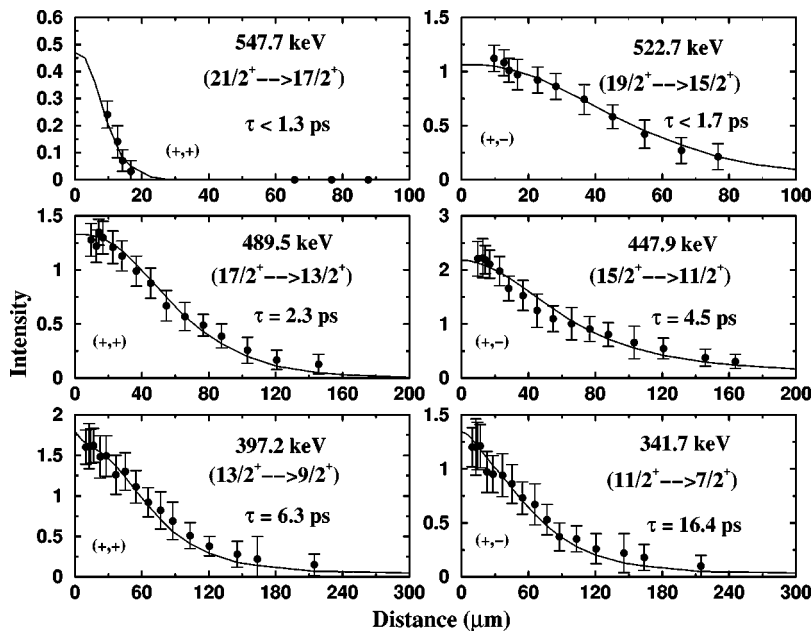 0.6
0.5
0.4
0.3
0.2
0.1
0
547.7 keV
(21/2⁺-->17/2⁺)
τ < 1.3 ps
(+,+)
0 20 40 60 80 100
1.5
1
0.5
0
522.7 keV
(19/2⁺-->15/2⁺)
τ < 1.7 ps
(+,-)
0 20 40 60 80 100
Intensity
1.5
1
0.5
0
489.5 keV
(17/2⁺-->13/2⁺)
τ = 2.3 ps
(+,+)
0 40 80 120 160 200
3
2
1
0
447.9 keV
(15/2⁺-->11/2⁺)
τ = 4.5 ps
(+,-)
0 40 80 120 160 200
2
1.5
1
0.5
0
397.2 keV
(13/2⁺-->9/2⁺)
τ = 6.3 ps
(+,+)
0 60 120 180 240 300
1.5
1
0.5
0
341.7 keV
(11/2⁺-->7/2⁺)
τ = 16.4 ps
(+,-)
0 60 120 180 240 300
Distance (μm)